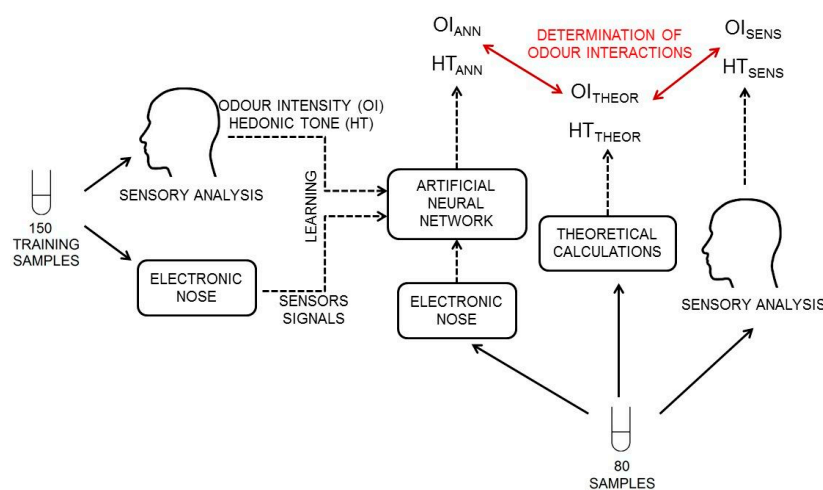 OI_ANN
HT_ANN
DETERMINATION OF
ODOUR INTERACTIONS
OI_SENS
HT_SENS
OI_THEOR
HT_THEOR
ODOUR INTENSITY (OI)
HEDONIC TONE (HT)
SENSORY ANALYSIS
LEARNING
ARTIFICIAL
NEURAL
NETWORK
THEORETICAL
CALCULATIONS
150
TRAINING
SAMPLES
ELECTRONIC
NOSE
SENSORS
SIGNALS
ELECTRONIC
NOSE
SENSORY ANALYSIS
80
SAMPLES